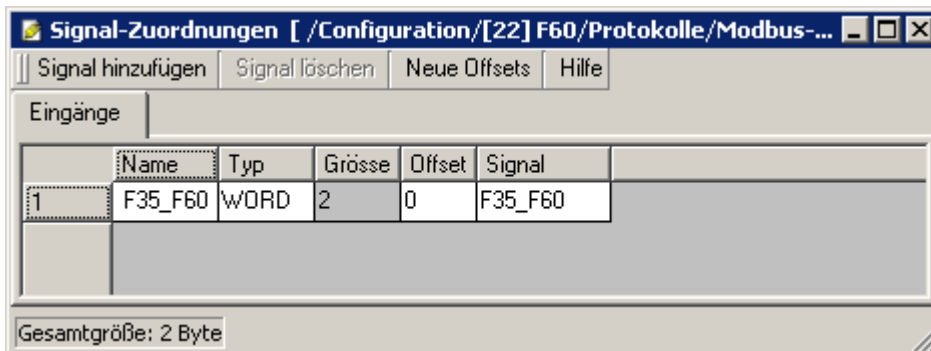 Signal-Zuordnungen [ /Configuration/[22] F60/Protokolle/Modbus-...
Signal hinzufügen Signal löschen Neue Offsets Hilfe
Eingänge
Name Typ Grösse Offset Signal
1 F35_F60 WORD 2 0 F35_F60
Gesamtgröße: 2 Byte